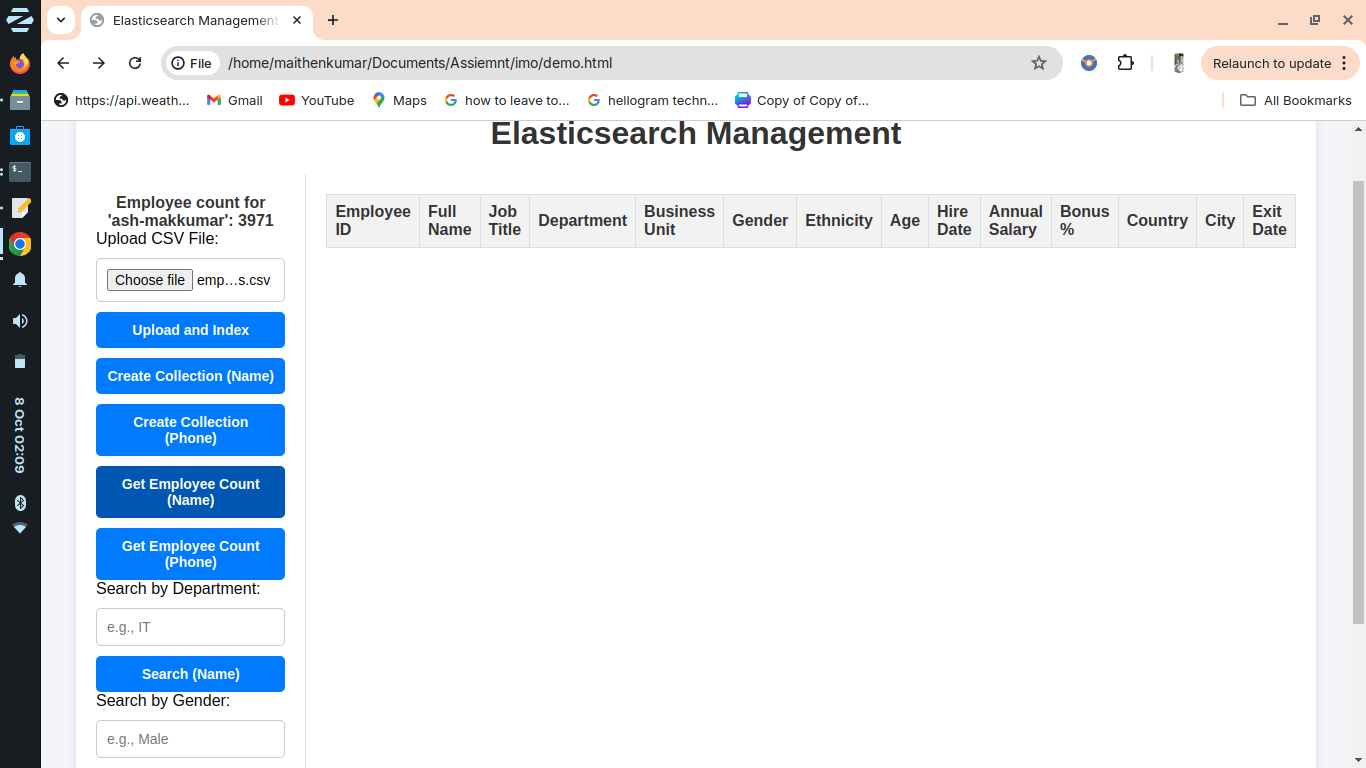 Elasticsearch Management
File
/home/maithenkumar/Documents/Assiemnt/imo/demo.html
Relaunch to update
https://api.weath...
Gmail
YouTube
Maps
how to leave to...
hellogram techn...
Copy of Copy of...
All Bookmarks
8 Oct 02:09
Elasticsearch Management
Employee count for
'ash-makkumar': 3971
Upload CSV File:
Choose file emp…s.csv
Upload and Index
Create Collection (Name)
Create Collection
(Phone)
Get Employee Count
(Name)
Get Employee Count
(Phone)
Search by Department:
e.g., IT
Search (Name)
Search by Gender:
e.g., Male
Employee ID
Full Name
Job Title
Department
Business Unit
Gender
Ethnicity
Age
Hire Date
Annual Salary
Bonus %
Country
City
Exit Date